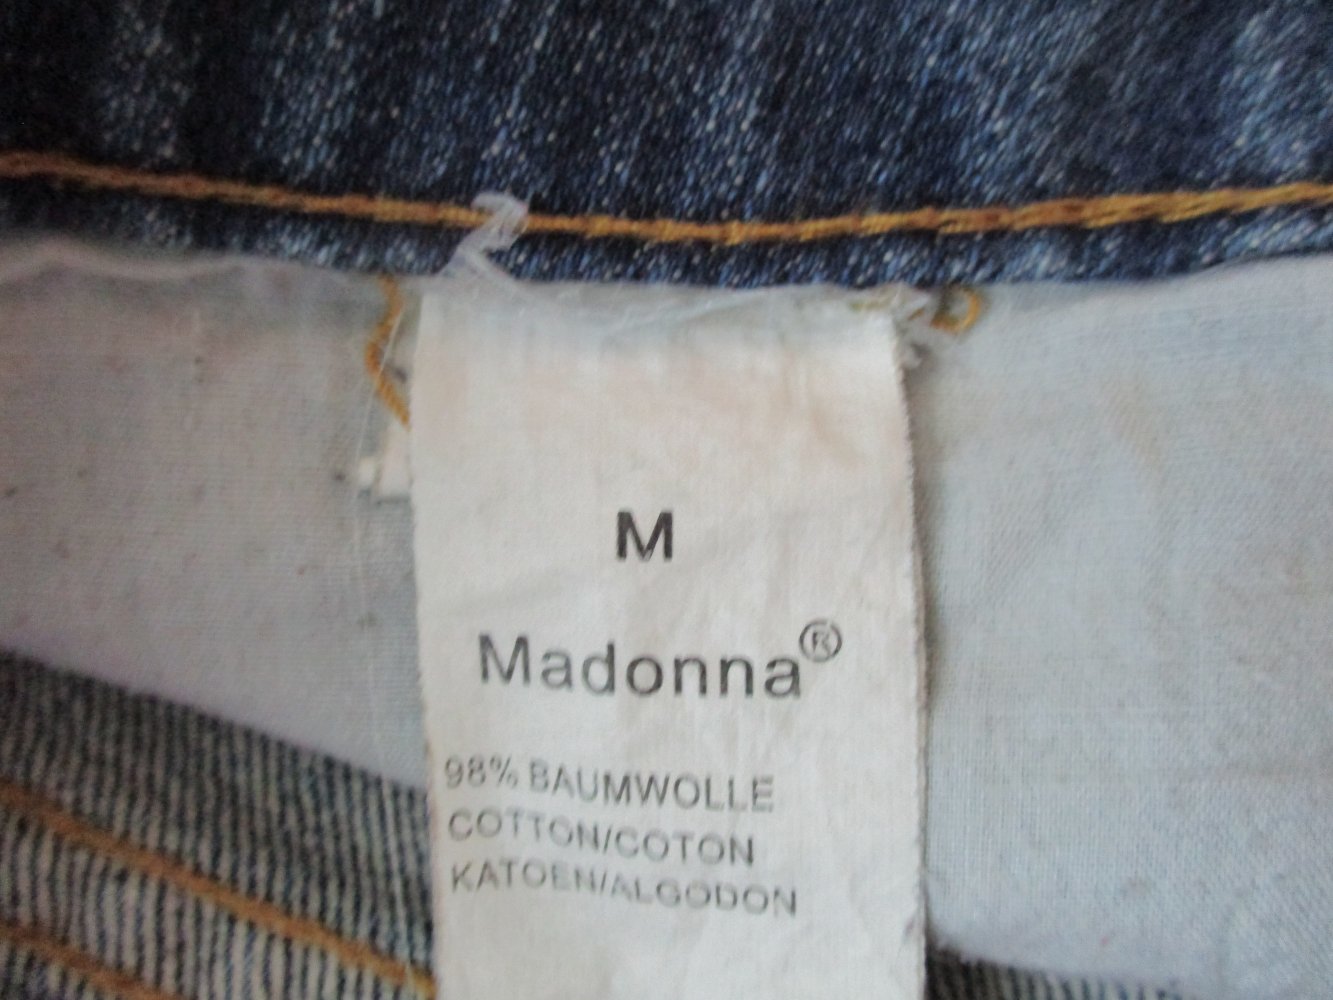 M
Madonna®
98% BAUMWOLLE
COTTON/COTON
KATOEN/ALGODON